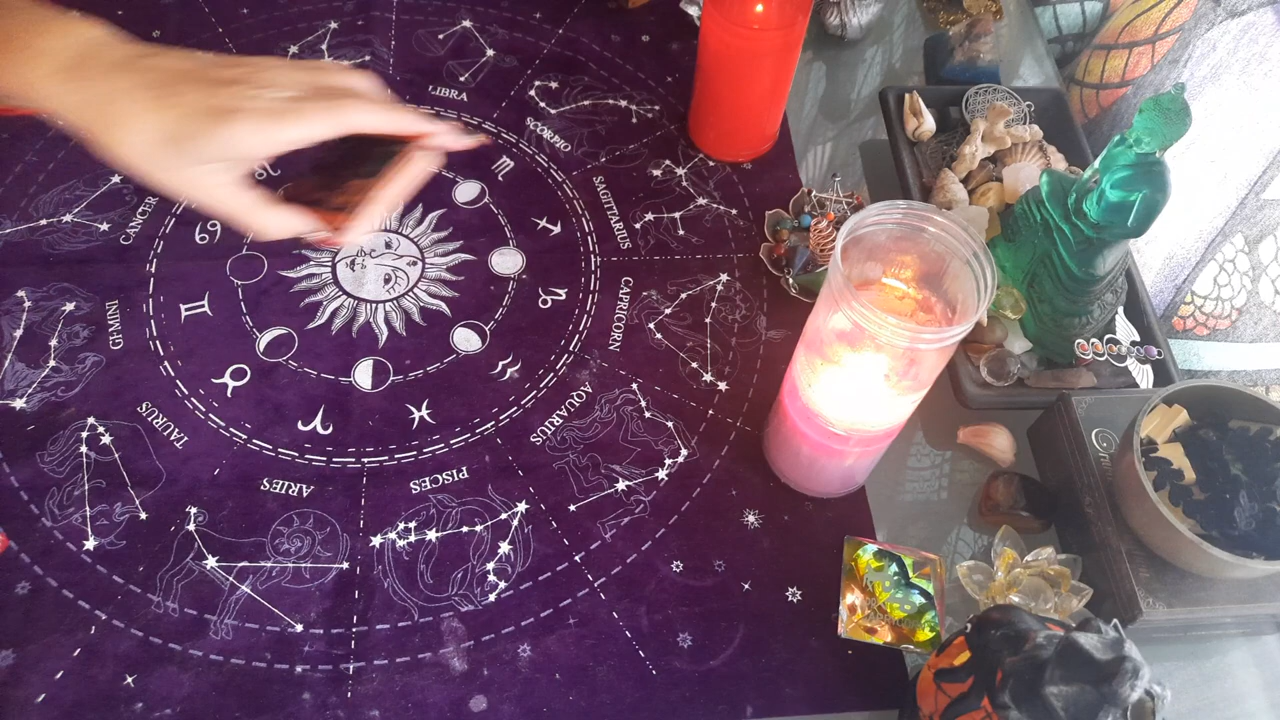 LIBRA
SCORPIO
SAGITTARIUS
CAPRICORN
AQUARIUS
PISCES
ARIES
TAURUS
GEMINI
CANCER